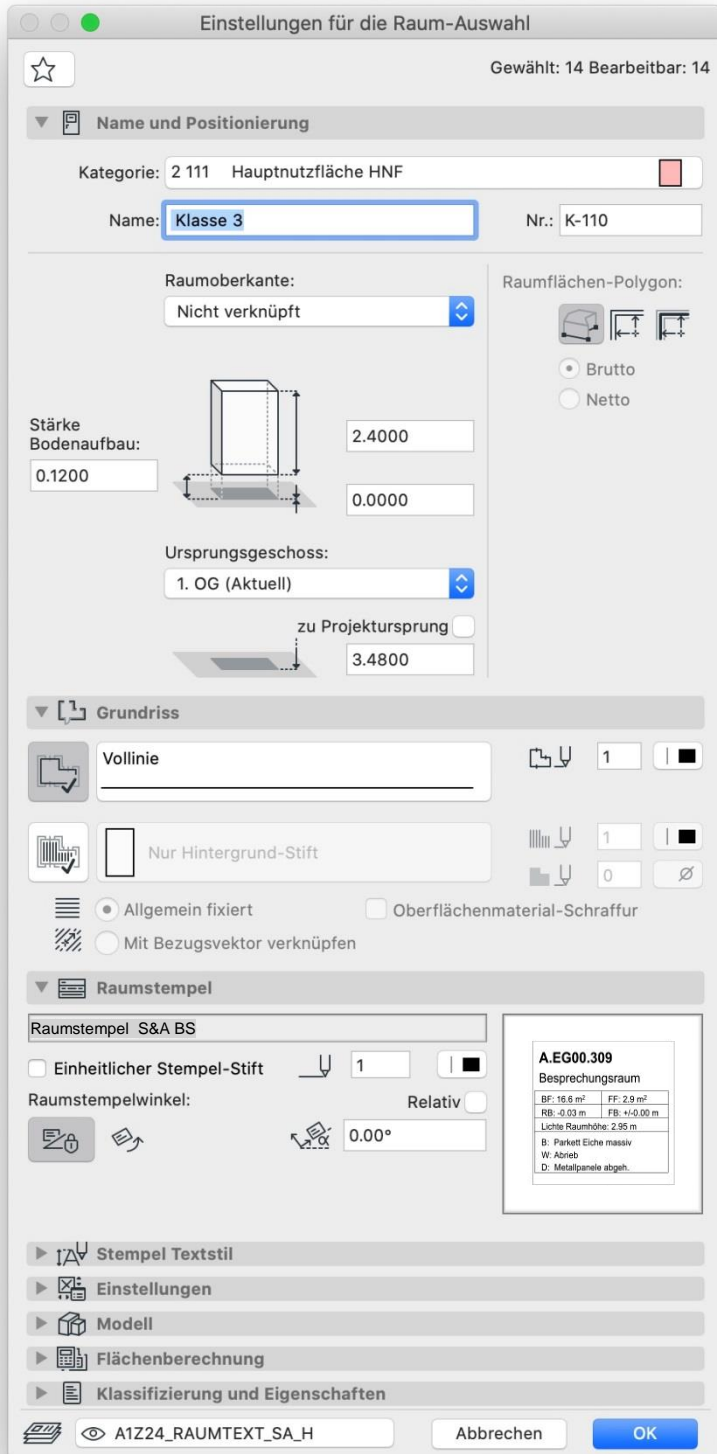 Einstellungen für die Raum-Auswahl
Gewählt: 14 Bearbeitbar: 14
Name und Positionierung
Kategorie: 2 111 Hauptnutzfläche HNF
Name: Klasse 3 Nr.: K-110
Raumoberkante:
Nicht verknüpft
Raumflächen-Polygon:
Brutto
Netto
Stärke
Bodenaufbau:
0.1200
2.4000
0.0000
Ursprungsgeschoss:
1. OG (Aktuell)
zu Projektursprung
3.4800
Grundriss
Vollinie
1
Nur Hintergrund-Stift
1
0
Allgemein fixiert
Oberflächenmaterial-Schraffur
Mit Bezugsvektor verknüpfen
Raumstempel
Raumstempel S&A BS
Einheitlicher Stempel-Stift 1
Raumstempelwinkel: Relativ
0.00°
A.EG00.309
Besprechungsraum
BF: 16.6 m² FF: 2.9 m²
RB: -0.03 m FB: +/-0.00 m
Lichte Raumhöhe: 2.95 m
B: Parkett Eiche massiv
W: Abrieb
D: Metallpanele abgeh.
Stempel Textstil
Einstellungen
Modell
Flächenberechnung
Klassifizierung und Eigenschaften
A1Z24_RAUMTEXT_SA_H
Abbrechen
OK